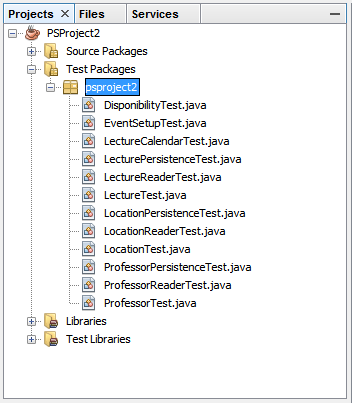 Projects Files Services
PSProject2
Source Packages
Test Packages
psproject2
DisponibilityTest.java
EventSetupTest.java
LectureCalendarTest.java
LecturePersistenceTest.java
LectureReaderTest.java
LectureTest.java
LocationPersistenceTest.java
LocationReaderTest.java
LocationTest.java
ProfessorPersistenceTest.java
ProfessorReaderTest.java
ProfessorTest.java
Libraries
Test Libraries